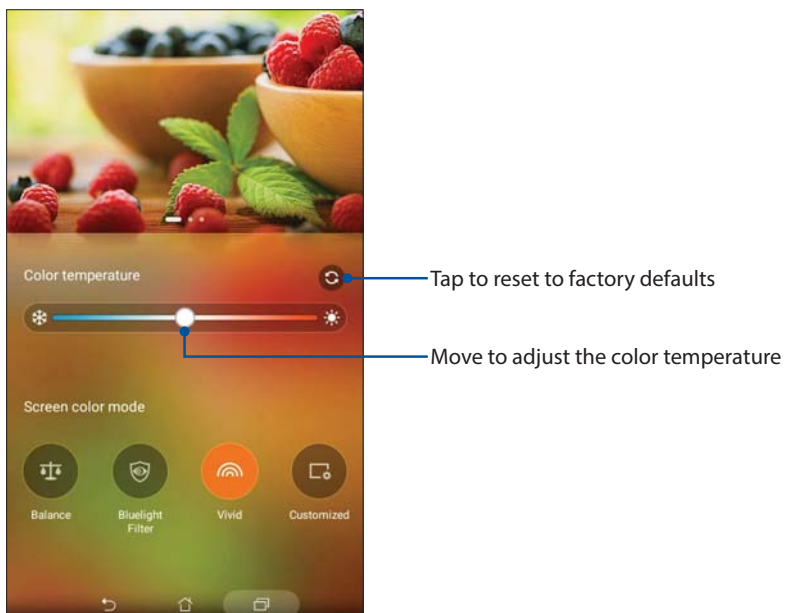 Color temperature
Tap to reset to factory defaults
Move to adjust the color temperature
Screen color mode
Balance
Bluelight
Filter
Vivid
Customized